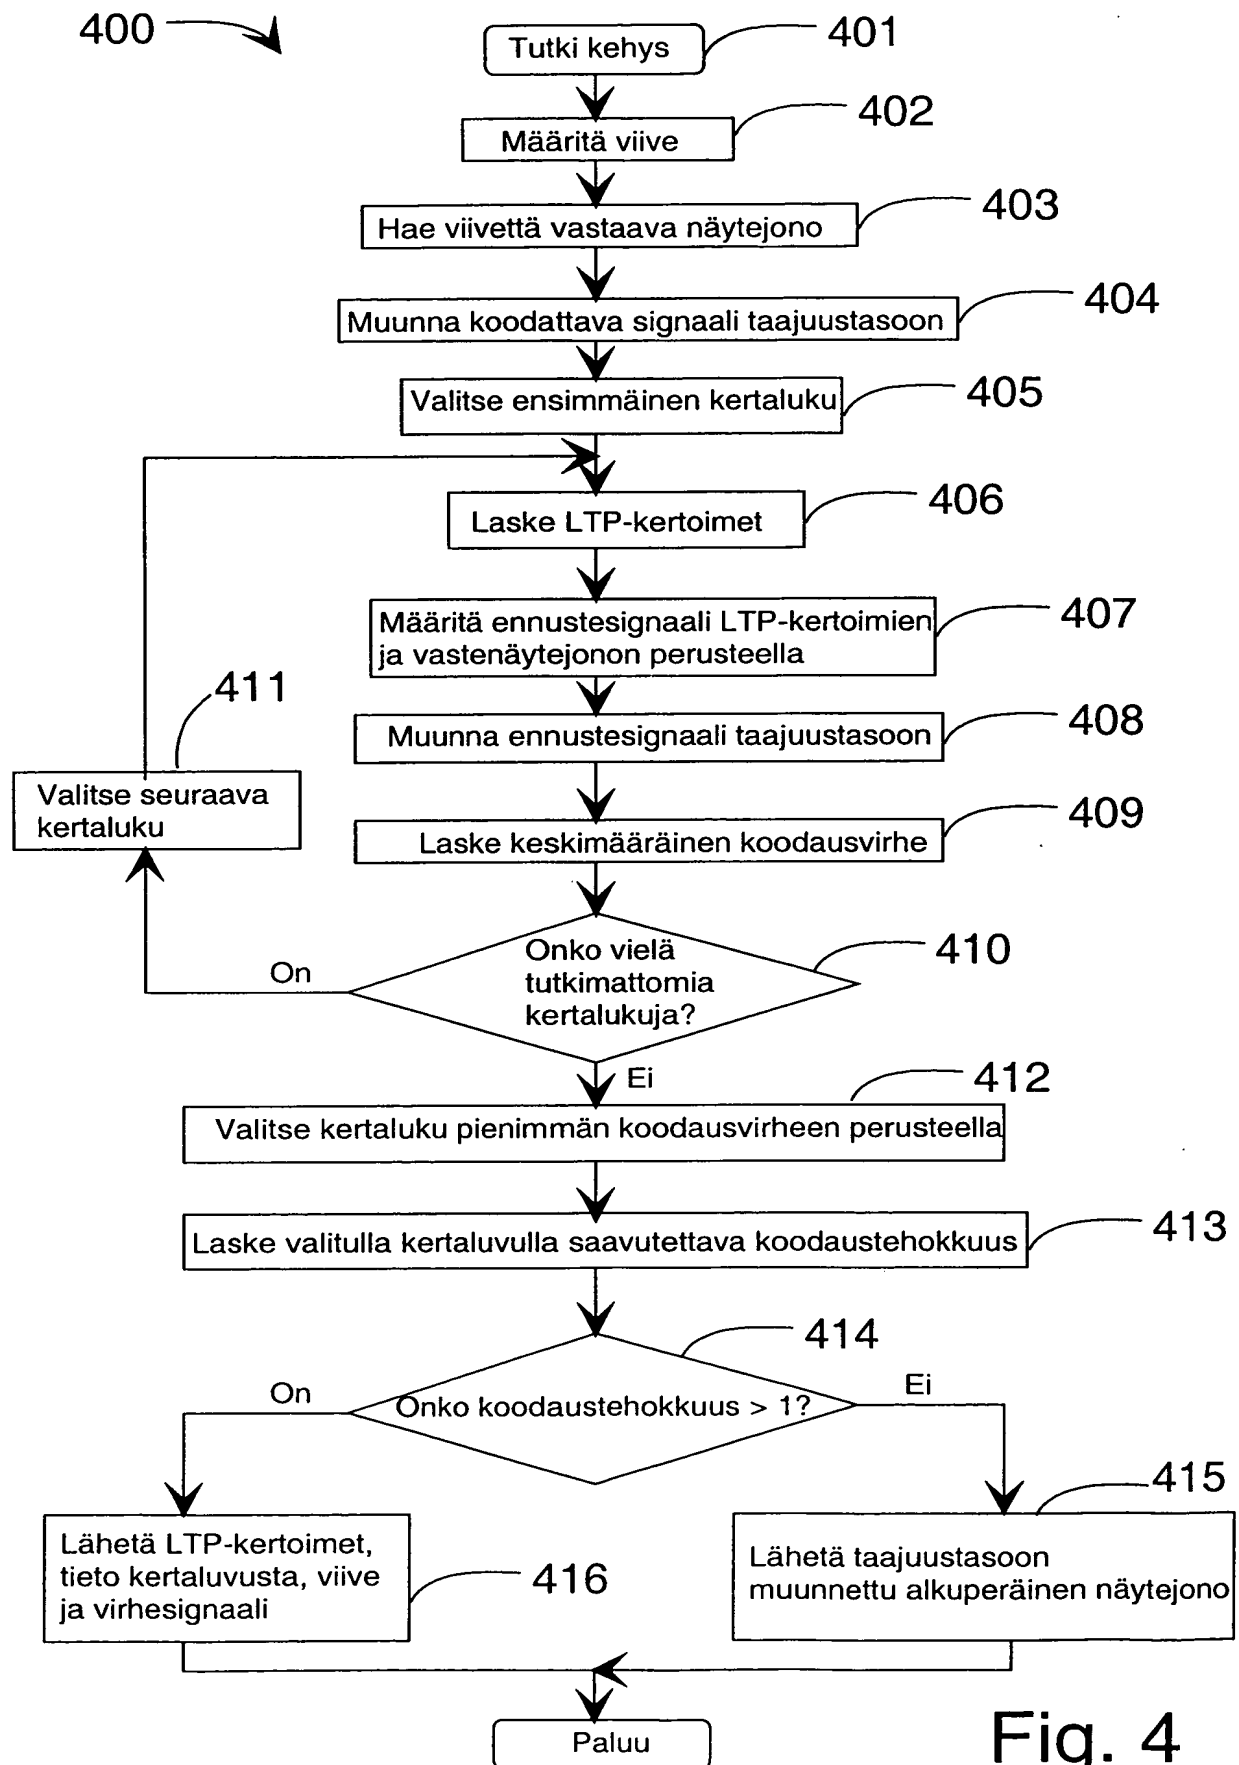 400
Tutki kehys
401
Määritä viive
402
Hae viivettä vastaava näytejono
403
Muunna koodattava signaali taajuustasoon
404
Valitse ensimmäinen kertaluku
405
Laske LTP-kertoimet
406
Määritä ennustesignaali LTP-kertoimien
ja vastenäytejonon perusteella
407
Muunna ennustesignaali taajuustasoon
408
411
Valitse seuraava
kertaluku
Laske keskimääräinen koodausvirhe
409
On
Onko vielä
tutkimattomia
kertalukuja?
410
Ei
412
Valitse kertaluku pienimmän koodausvirheen perusteella
Laske valitulla kertaluvulla saavutettava koodaustehokkuus
413
414
On
Onko koodaustehokkuus > 1?
Ei
415
Lähetä LTP-kertoimet,
tieto kertaluvusta, viive
ja virhesignaali
416
Lähetä taajuustasoon
muunnettu alkuperäinen näytejono
Paluu
Fig. 4